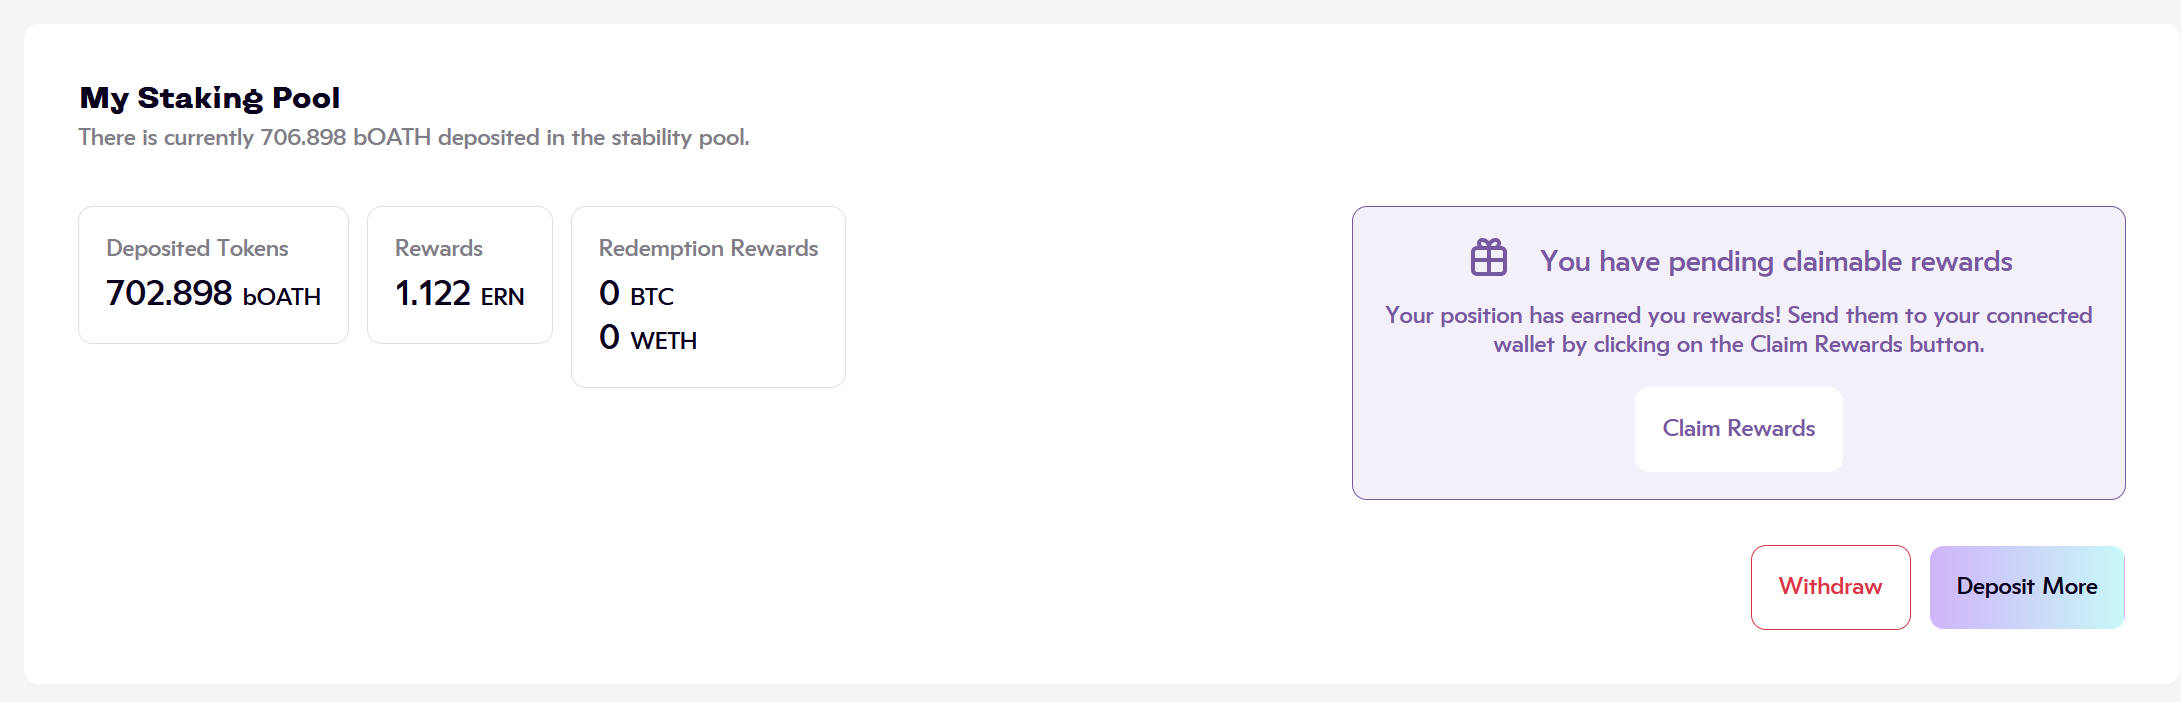 My Staking Pool
There is currently 706.898 bOATH deposited in the stability pool.
Deposited Tokens
702.898 bOATH
Rewards
1.122 ERN
Redemption Rewards
0 BTC
0 WETH
You have pending claimable rewards
Your position has earned you rewards! Send them to your connected
wallet by clicking on the Claim Rewards button.
Claim Rewards
Withdraw
Deposit More